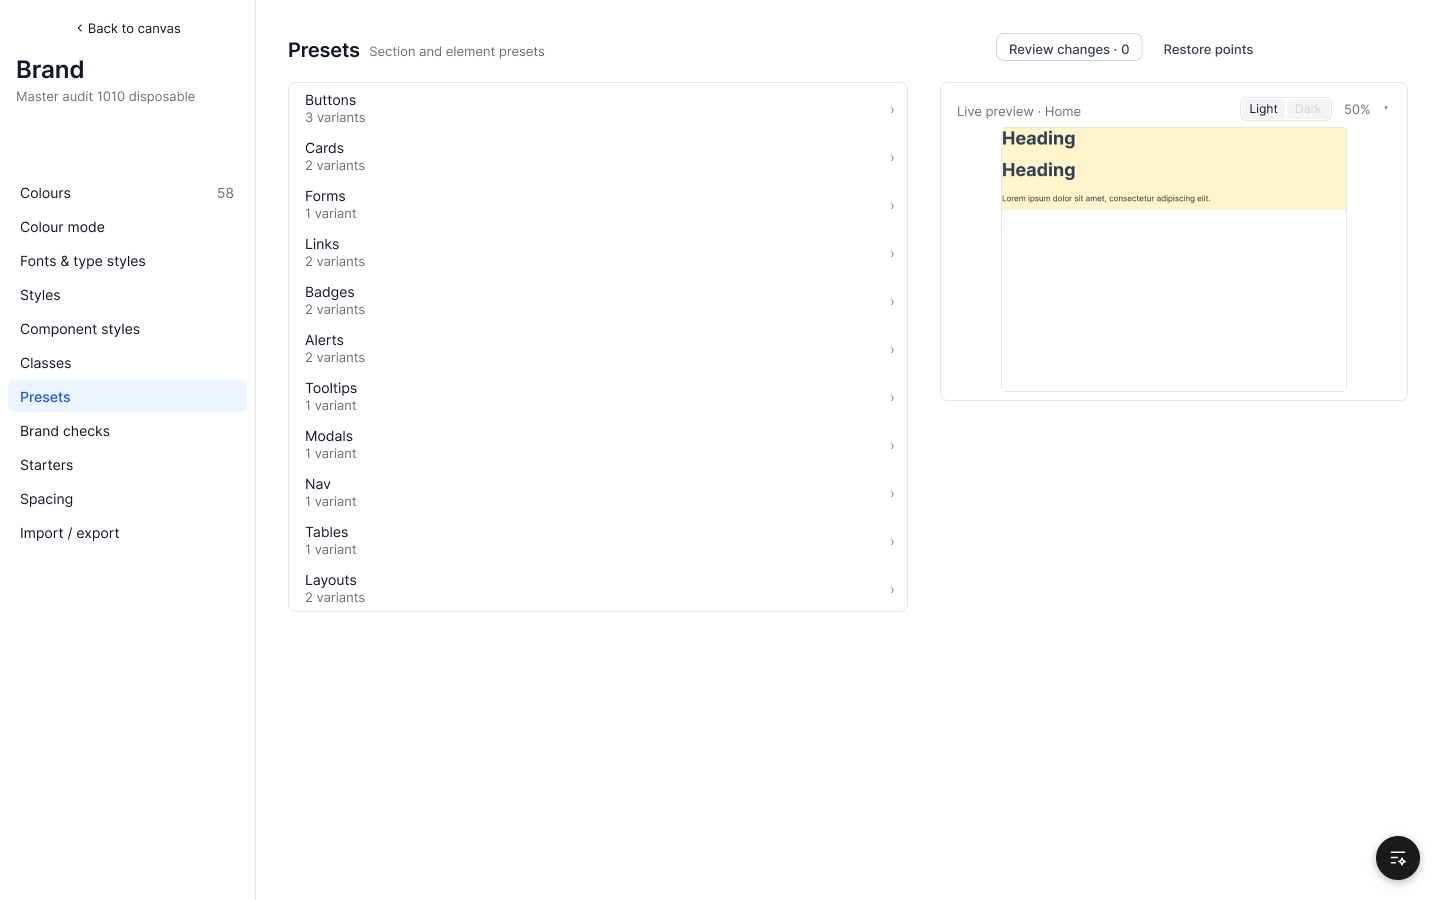 Back to canvas
Brand
Master audit 1010 disposable
Colours 58
Colour mode
Fonts & type styles
Styles
Component styles
Classes
Presets
Brand checks
Starters
Spacing
Import / export
Presets Section and element presets
Review changes · 0 Restore points
Buttons
3 variants
Cards
2 variants
Forms
1 variant
Links
2 variants
Badges
2 variants
Alerts
2 variants
Tooltips
1 variant
Modals
1 variant
Nav
1 variant
Tables
1 variant
Layouts
2 variants
Live preview · Home Light Dark 50%
Heading
Heading
Lorem ipsum dolor sit amet, consectetur adipiscing elit.